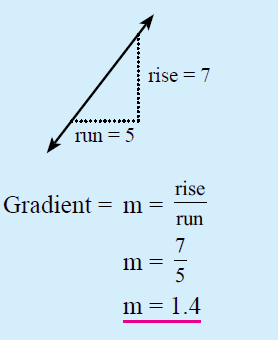 rise = 7
run = 5
Gradient = m = rise/run
m = 7/5
m = 1.4